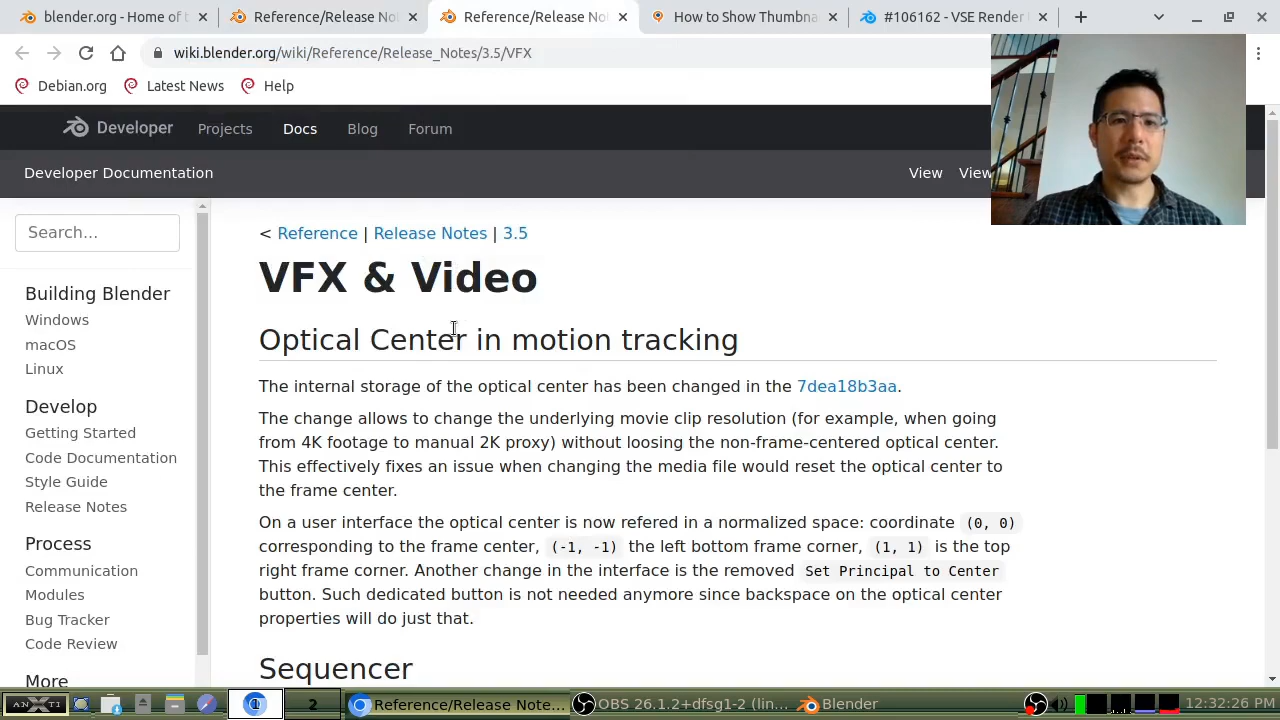 blender.org - Home of t
Reference/Release Not
Reference/Release No
How to Show Thumbna
#106162 - VSE Render
wiki.blender.org/wiki/Reference/Release_Notes/3.5/VFX
Debian.org
Latest News
Help
Developer
Projects
Docs
Blog
Forum
Developer Documentation
View
View
Search...
Building Blender
Windows
macOS
Linux
Develop
Getting Started
Code Documentation
Style Guide
Release Notes
Process
Communication
Modules
Bug Tracker
Code Review
More
< Reference | Release Notes | 3.5
VFX & Video
Optical Center in motion tracking
The internal storage of the optical center has been changed in the 7dea18b3aa.
The change allows to change the underlying movie clip resolution (for example, when going
from 4K footage to manual 2K proxy) without loosing the non-frame-centered optical center.
This effectively fixes an issue when changing the media file would reset the optical center to
the frame center.
On a user interface the optical center is now refered in a normalized space: coordinate (0, 0)
corresponding to the frame center, (-1, -1) the left bottom frame corner, (1, 1) is the top
right frame corner. Another change in the interface is the removed Set Principal to Center
button. Such dedicated button is not needed anymore since backspace on the optical center
properties will do just that.
Sequencer
2
Reference/Release Note...
OBS 26.1.2+dfsg1-2 (lin...
Blender
12:32:26 PM